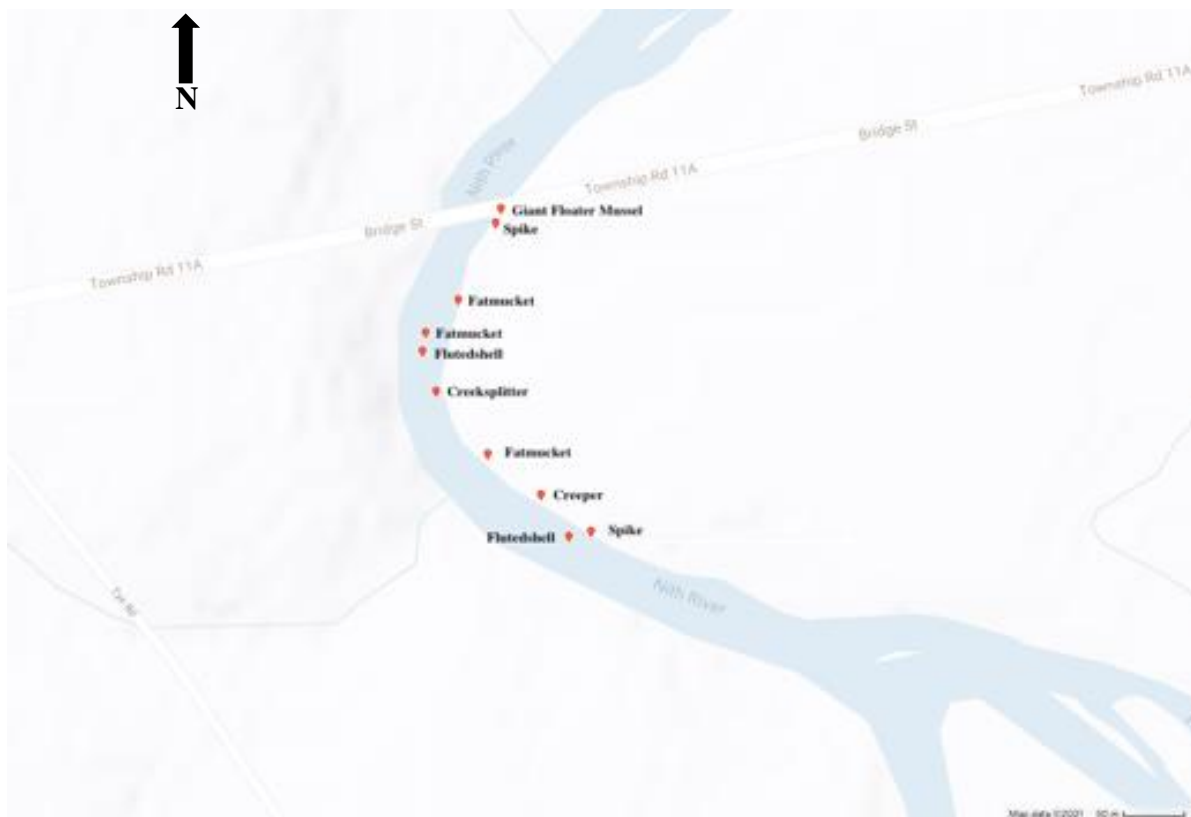 N
Township Rd 11A
Bridge St
Nith River
Township Rd 11A
Giant Floater Mussel
Bridge St
Spike
Township Rd 11A
Fatmucket
Fatmucket
Flutedshell
Creeksplitter
Fatmucket
Creeper
Spike
Flutedshell
Nith River
Map data ©2021 50 m